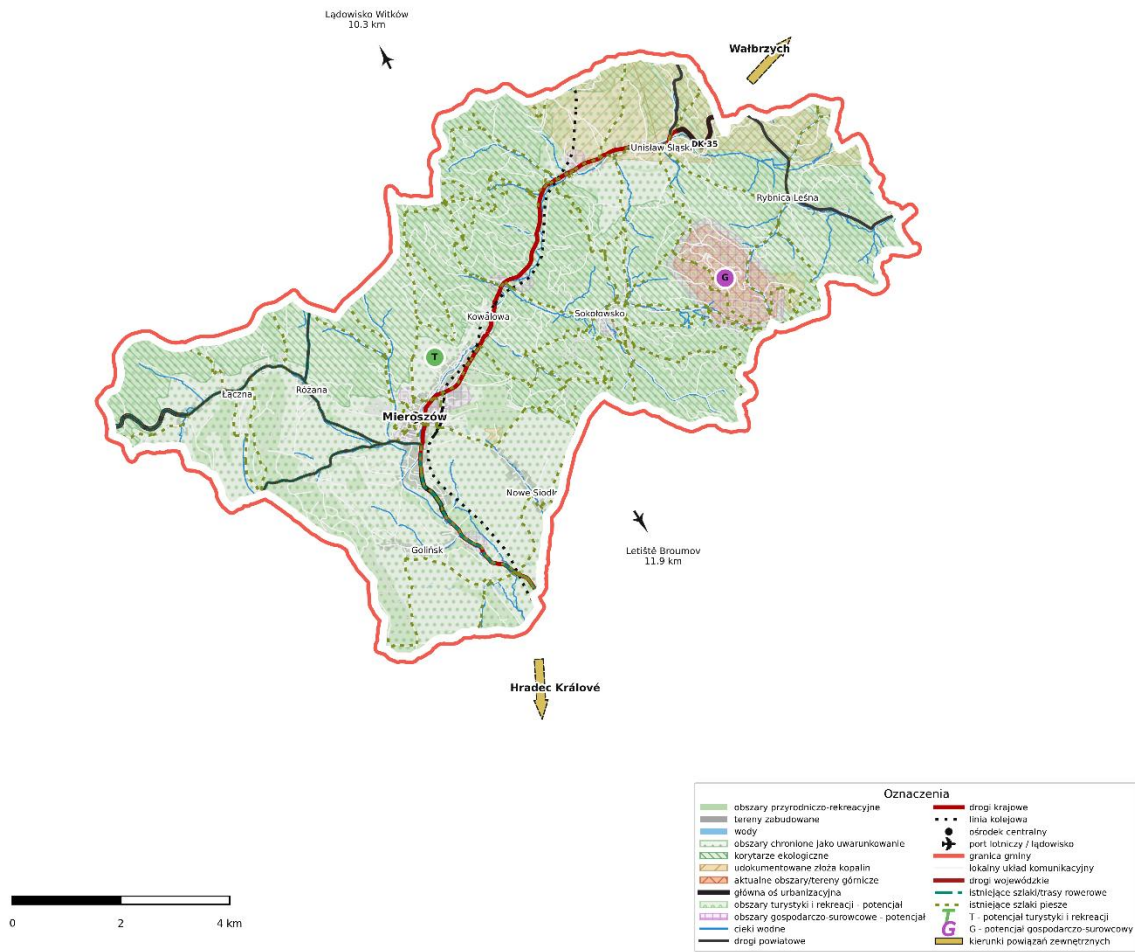 Lądowisko Witków
10.3 km
Wałbrzych
Unisław Śląsk
DK-35
Rybnica Leśna
G
Sokołowsko
Kowalowa
T
Łączna
Różana
Mieroszów
Nowe Siodł
Golińsk
Letiště Broumov
11.9 km
Hradec Králové
0
2
4 km
Oznaczenia
obszary przyrodniczo-rekreacyjne
tereny zabudowane
wody
obszary chronione jako uwarunkowanie
korytarze ekologiczne
udokumentowane złoża kopalin
aktualne obszary/tereny górnicze
główna oś urbanizacyjna
obszary turystyki i rekreacji - potencjał
obszary gospodarczo-surowcowe - potencjał
cieki wodne
drogi powiatowe
drogi krajowe
linia kolejowa
ośrodek centralny
port lotniczy / lądowisko
granica gminy
lokalny układ komunikacyjny
drogi wojewódzkie
istniejące szlaki/trasy rowerowe
istniejące szlaki piesze
T T - potencjał turystyki i rekreacji
G G - potencjał gospodarczo-surowcowy
kierunki powiązań zewnętrznych